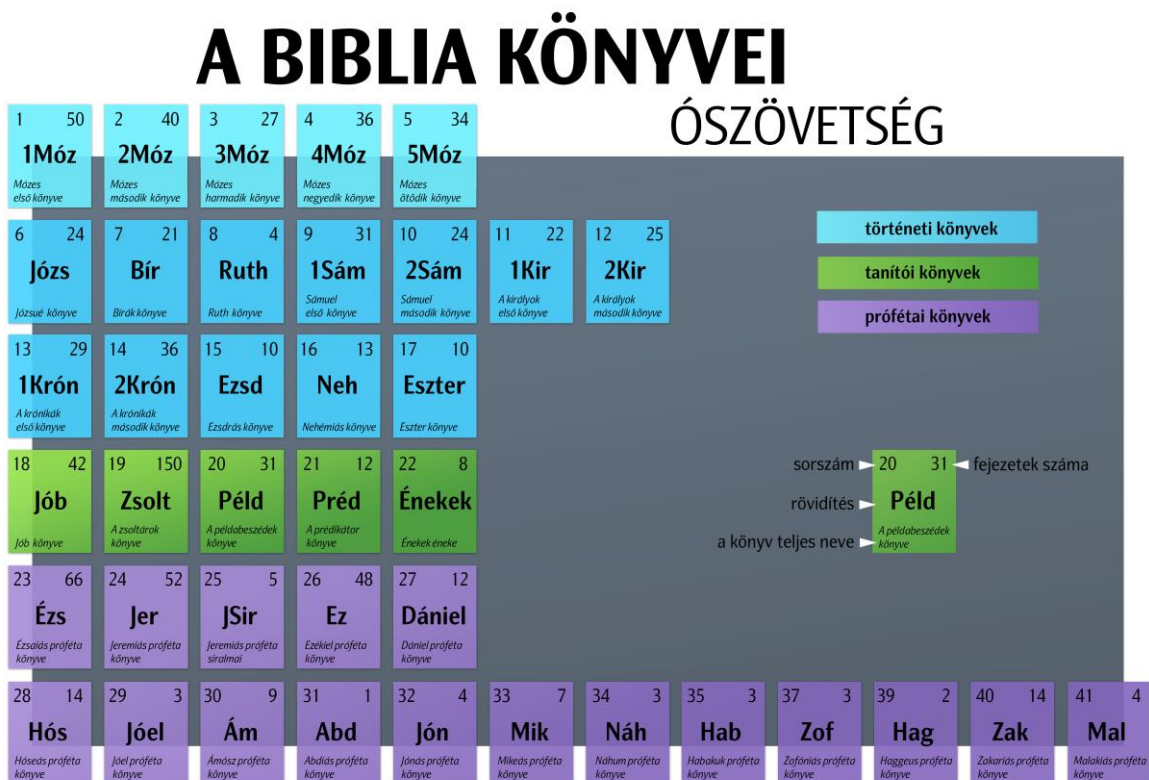 A BIBLIA KÖNYVEI
ÓSZÖVETSÉG
1 50
1Móz
Mózes
első könyve
2 40
2Móz
Mózes
második könyve
3 27
3Móz
Mózes
harmadik könyve
4 36
4Móz
Mózes
negyedik könyve
5 34
5Móz
Mózes
ötödik könyve
6 24
Józs
Józsué könyve
7 21
Bír
Bírák könyve
8 4
Ruth
Ruth könyve
9 31
1Sám
Sámuel
első könyve
10 24
2Sám
Sámuel
második könyve
11 22
1Kir
A királyok
első könyve
12 25
2Kir
A királyok
második könyve
történeti könyvek
tanítói könyvek
prófétai könyvek
13 29
1Krón
A krónikák
első könyve
14 36
2Krón
A krónikák
második könyve
15 10
Ezsd
Ezsdrás könyve
16 13
Neh
Nehémiás könyve
17 10
Eszter
Eszter könyve
18 42
Jób
Jób könyve
19 150
Zsolt
A zsoltárok
könyve
20 31
Péld
A példabeszédek
könyve
21 12
Préd
A prédikátor
könyve
22 8
Énekek
Énekek éneke
sorszám 20 31 fejezetek száma
rövidítés Péld
a könyv teljes neve A példabeszédek
könyve
23 66
Ézs
Ézsaiás próféta
könyve
24 52
Jer
Jeremiás próféta
könyve
25 5
JSir
Jeremiás próféta
siralmai
26 48
Ez
Ezékiel próféta
könyve
27 12
Dániel
Dániel próféta
könyve
28 14
Hós
Hóseás próféta
könyve
29 3
Jóel
Jóel próféta
könyve
30 9
Ám
Ámósz próféta
könyve
31 1
Abd
Abdiás próféta
könyve
32 4
Jón
Jónás próféta
könyve
33 7
Mik
Mikeás próféta
könyve
34 3
Náh
Náhum próféta
könyve
35 3
Hab
Habakuk próféta
könyve
37 3
Zof
Zofóniás próféta
könyve
39 2
Hag
Haggeus próféta
könyve
40 14
Zak
Zakariás próféta
könyve
41 4
Mal
Malakiás próféta
könyve